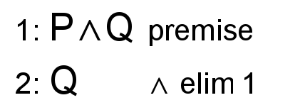 1: P∧Q premise
2: Q ∧ elim 1